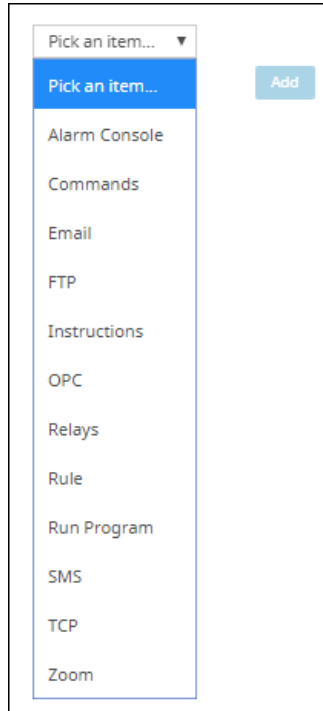 Pick an item... ▼
Pick an item...
Add
Alarm Console
Commands
Email
FTP
Instructions
OPC
Relays
Rule
Run Program
SMS
TCP
Zoom